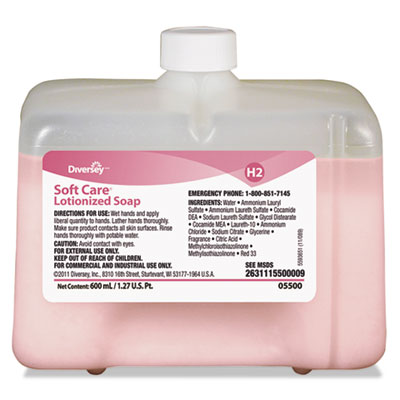 Diversey™
H2
Soft Care®
Lotionized Soap
DIRECTIONS FOR USE: Wet hands and apply
liberal quantity to hands. Lather hands thoroughly.
Make sure product contacts all skin surfaces. Rinse
hands thoroughly with potable water.
CAUTION: Avoid contact with eyes.
FOR EXTERNAL USE ONLY.
KEEP OUT OF REACH OF CHILDREN.
FOR COMMERCIAL AND INDUSTRIAL USE ONLY.
©2011 Diversey, Inc., 8310 16th Street, Sturtevant, WI 53177-1964 U.S.A.
Net Content: 600 mL / 1.27 U.S. Pt.
EMERGENCY PHONE: 1-800-851-7145
INGREDIENTS: Water • Ammonium Lauryl
Sulfate • Ammonium Laureth Sulfate • Cocamide
DEA • Sodium Laureth Sulfate • Glycol Distearate
• Cocamide MEA • Laureth-10 • Ammonium
Chloride • Sodium Citrate • Glycerine •
Fragrance • Citric Acid •
Methylchloroisothiazolinone •
Methylisothiazolinone • Red 33
SEE MSDS
2631115500009
05500